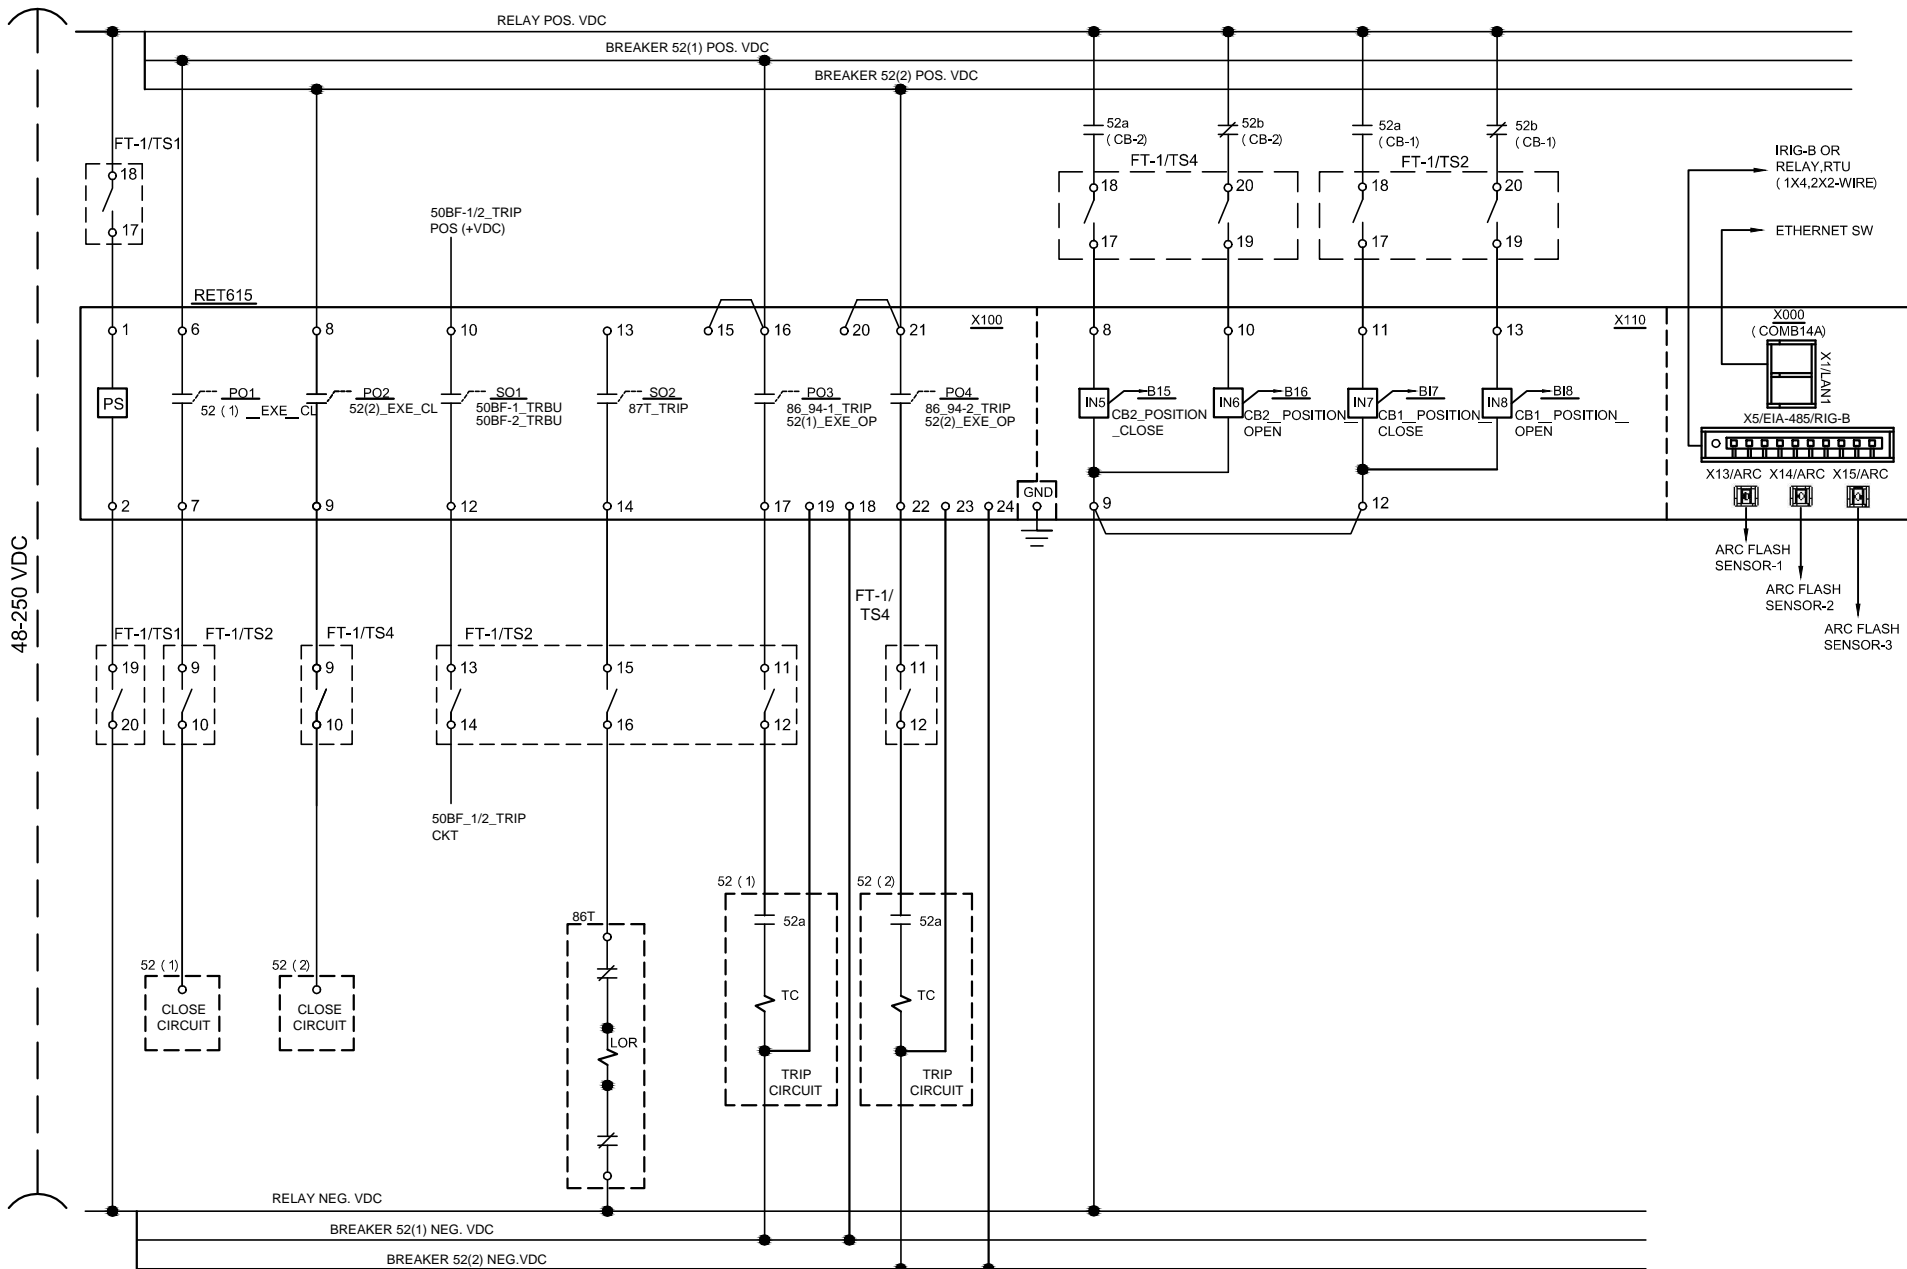 RELAY POS. VDC
BREAKER 52(1) POS. VDC
BREAKER 52(2) POS. VDC
52a
( CB-2)
52b
( CB-2)
52a
( CB-1)
52b
( CB-1)
FT-1/TS1
FT-1/TS4
FT-1/TS2
IRIG-B OR
RELAY,RTU
( 1X4,2X2-WIRE)
18
17
18
20
18
20
17
19
17
19
50BF-1/2_TRIP
POS (+VDC)
ETHERNET SW
RET615
X100
X110
X000
( COMB14A)
1
6
8
10
13
15
16
20
21
8
10
11
13
X1/LAN1
PS
PO1
52 ( 1) __EXE__CL
PO2
52(2)_EXE_CL
SO1
50BF-1_TRBU
50BF-2_TRBU
SO2
87T_TRIP
PO3
86_94-1_TRIP
52(1)_EXE_OP
PO4
86_94-2_TRIP
52(2)_EXE_OP
IN5
B15
CB2_POSITION
_CLOSE
IN6
B16
CB2__POSITION_
OPEN
IN7
BI7
CB1__POSITION_
CLOSE
IN8
BI8
CB1__POSITION__
OPEN
X5/EIA-485/RIG-B
X13/ARC
X14/ARC
X15/ARC
2
7
9
12
14
17
19
18
22
23
24
GND
9
12
ARC FLASH
SENSOR-1
ARC FLASH
SENSOR-2
ARC FLASH
SENSOR-3
48-250 VDC
FT-1/
TS4
FT-1/TS1
FT-1/TS2
FT-1/TS4
FT-1/TS2
19
9
9
13
15
11
11
20
10
10
14
16
12
12
50BF_1/2_TRIP
CKT
52 ( 1)
CLOSE
CIRCUIT
52 ( 2)
CLOSE
CIRCUIT
86T
LOR
52 ( 1)
52a
TC
TRIP
CIRCUIT
52 ( 2)
52a
TC
TRIP
CIRCUIT
RELAY NEG. VDC
BREAKER 52(1) NEG. VDC
BREAKER 52(2) NEG.VDC